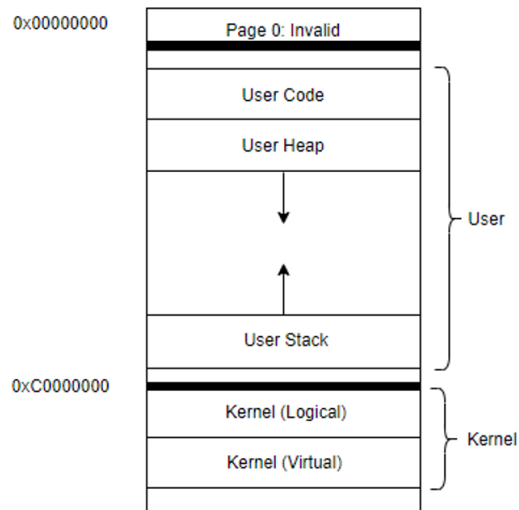 0x00000000
Page 0: Invalid
User Code
User Heap
User
User Stack
0xC0000000
Kernel (Logical)
Kernel
Kernel (Virtual)